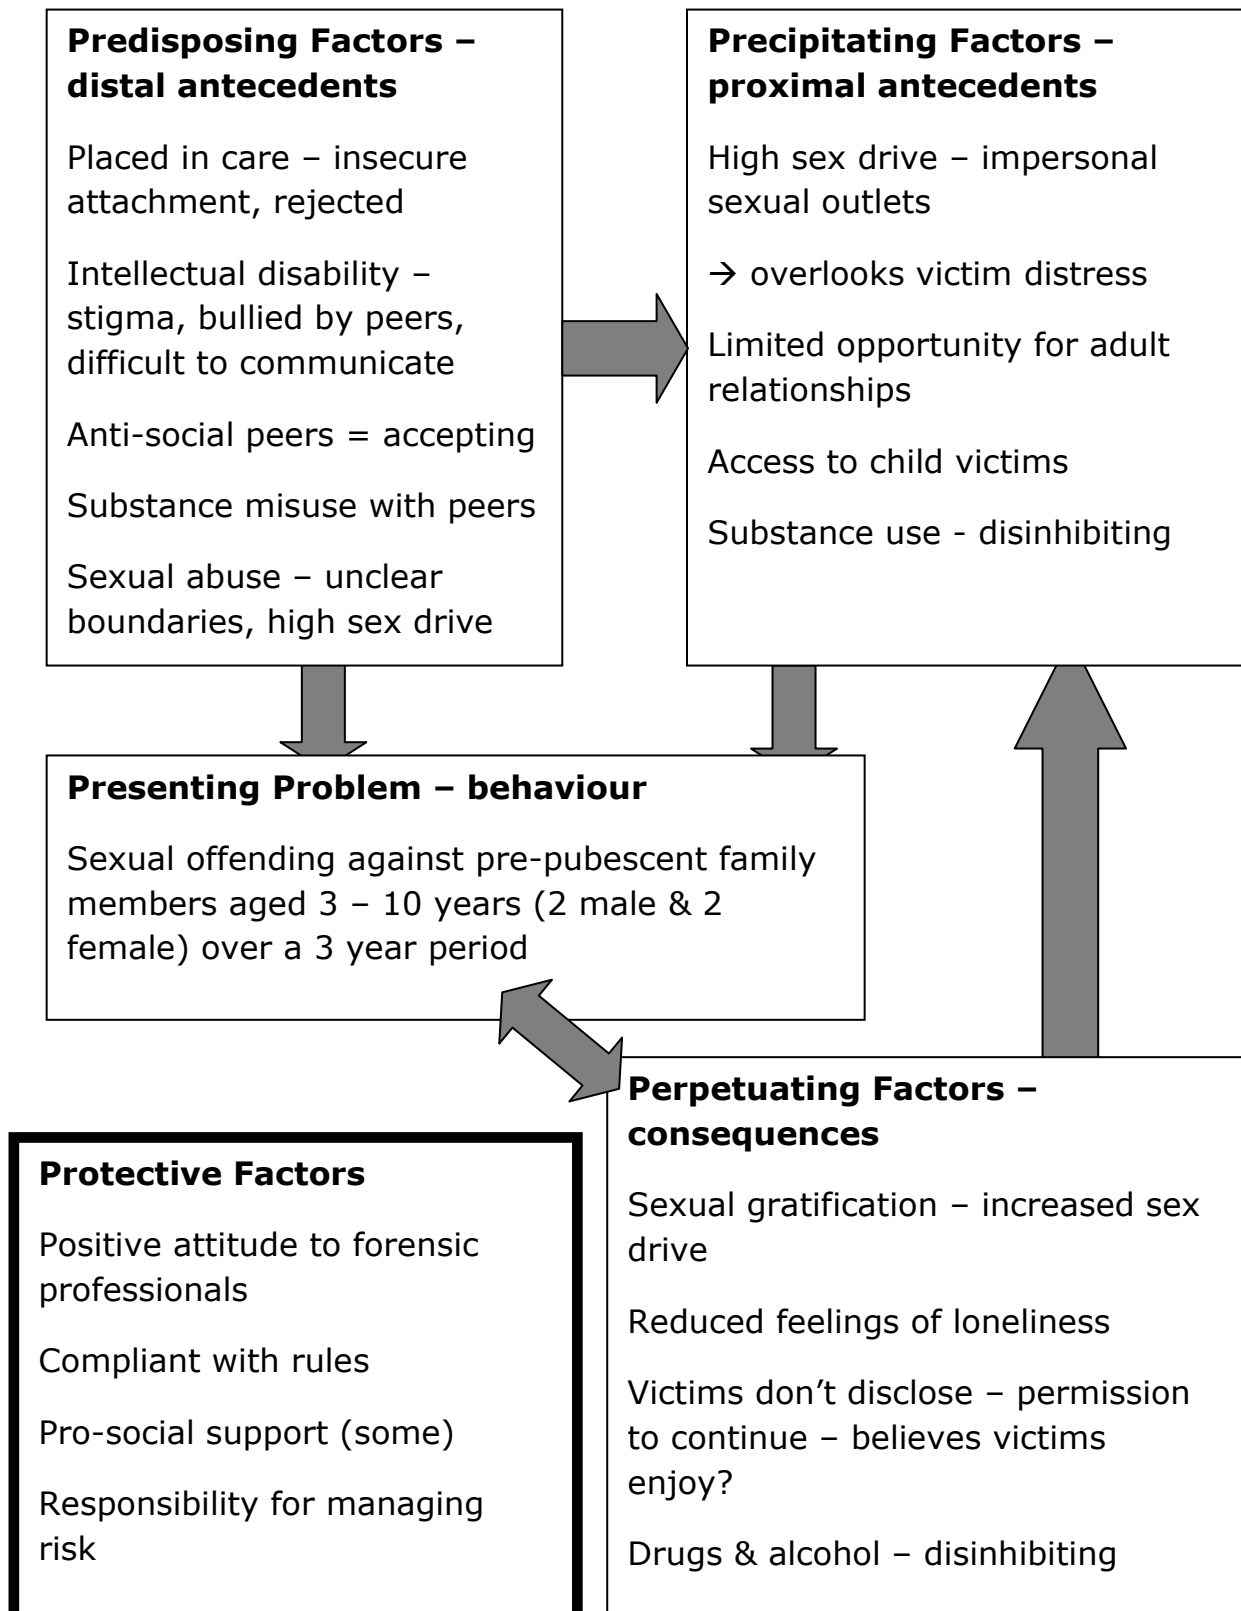 Predisposing Factors –
distal antecedents
Placed in care – insecure
attachment, rejected
Intellectual disability –
stigma, bullied by peers,
difficult to communicate
Anti-social peers = accepting
Substance misuse with peers
Sexual abuse – unclear
boundaries, high sex drive
Precipitating Factors –
proximal antecedents
High sex drive – impersonal
sexual outlets
→ overlooks victim distress
Limited opportunity for adult
relationships
Access to child victims
Substance use - disinhibiting
Presenting Problem – behaviour
Sexual offending against pre-pubescent family
members aged 3 – 10 years (2 male & 2
female) over a 3 year period
Protective Factors
Positive attitude to forensic
professionals
Compliant with rules
Pro-social support (some)
Responsibility for managing
risk
Perpetuating Factors –
consequences
Sexual gratification – increased sex
drive
Reduced feelings of loneliness
Victims don’t disclose – permission
to continue – believes victims
enjoy?
Drugs & alcohol – disinhibiting